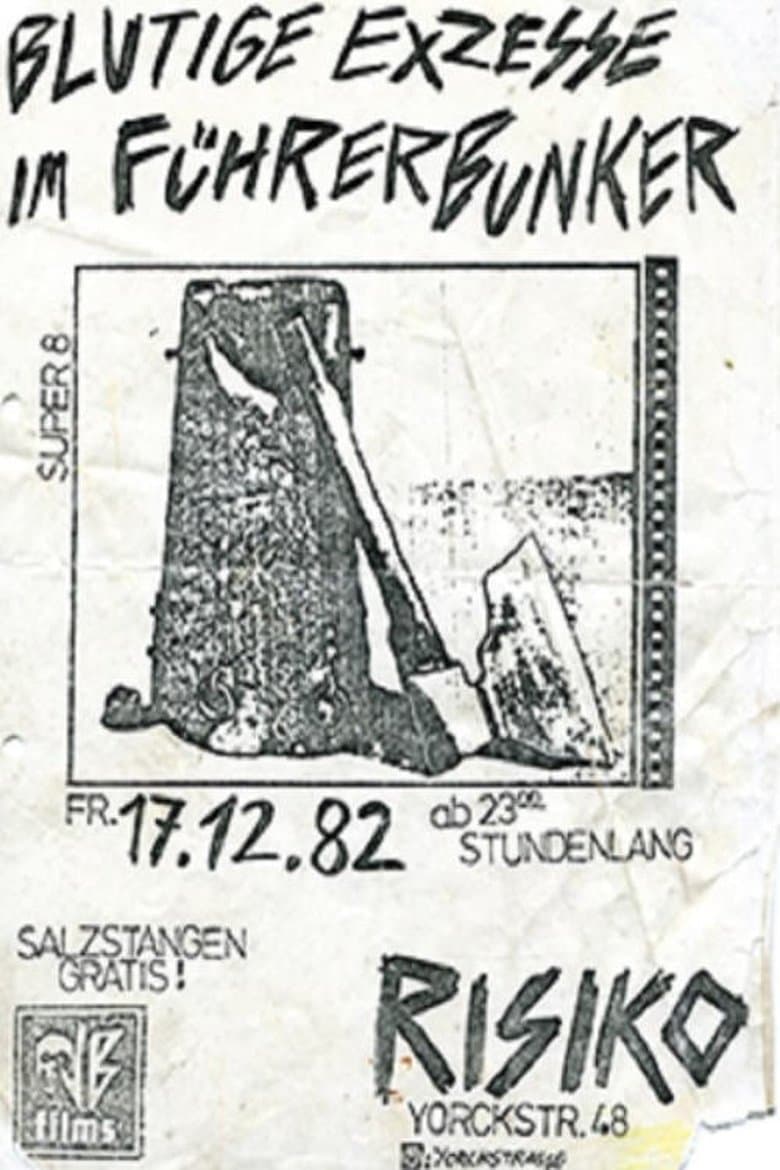 BLUTIGE EXZESSE
IM FÜHRERBUNKER
SUPER 8
FR. 17.12.82 ab 23⁰⁰
STUNDENLANG
SALZSTANGEN
GRATIS!
RISIKO
films
YORCKSTR. 48
: YORCKSTRASSE